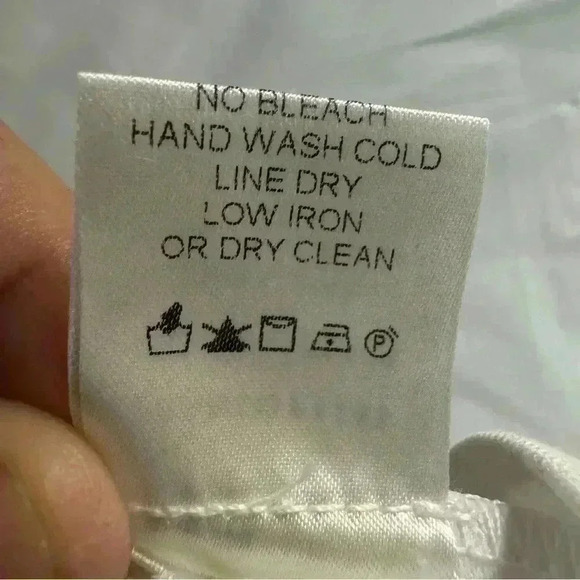 NO BLEACH
HAND WASH COLD
LINE DRY
LOW IRON
OR DRY CLEAN
P